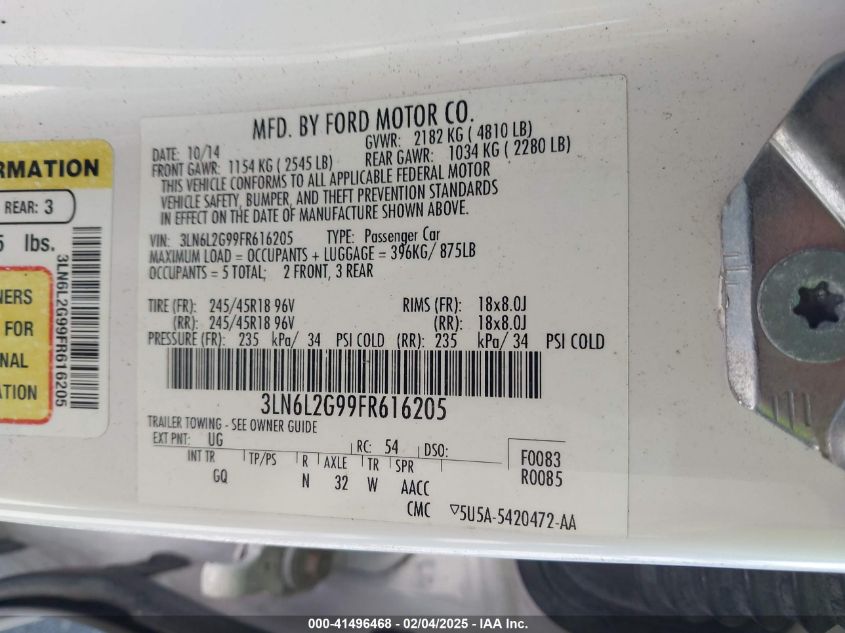 MFD. BY FORD MOTOR CO.
DATE: 10/14 GVWR: 2182 KG ( 4810 LB)
FRONT GAWR: 1154 KG ( 2545 LB) REAR GAWR: 1034 KG ( 2280 LB)
THIS VEHICLE CONFORMS TO ALL APPLICABLE FEDERAL MOTOR
VEHICLE SAFETY, BUMPER, AND THEFT PREVENTION STANDARDS
IN EFFECT ON THE DATE OF MANUFACTURE SHOWN ABOVE.
VIN: 3LN6L2G99FR616205 TYPE: Passenger Car
MAXIMUM LOAD = OCCUPANTS + LUGGAGE = 396KG/ 875LB
OCCUPANTS = 5 TOTAL; 2 FRONT, 3 REAR
TIRE (FR): 245/45R18 96V RIMS (FR): 18x8.0J
(RR): 245/45R18 96V (RR): 18x8.0J
PRESSURE (FR): 235 kPa/ 34 PSI COLD (RR): 235 kPa/ 34 PSI COLD
3LN6L2G99FR616205
TRAILER TOWING - SEE OWNER GUIDE
EXT PNT: UG RC: 54 DSO: F0083
INT TR TP/PS R AXLE TR SPR R0085
GQ N 32 W AACC
CMC ▽5U5A-5420472-AA
RMATION
REAR: 3
5 lbs.
NERS
FOR
NAL
ATION
3LN6L2G99FR616205
000-41496468 — 02/04/2025 — IAA Inc.